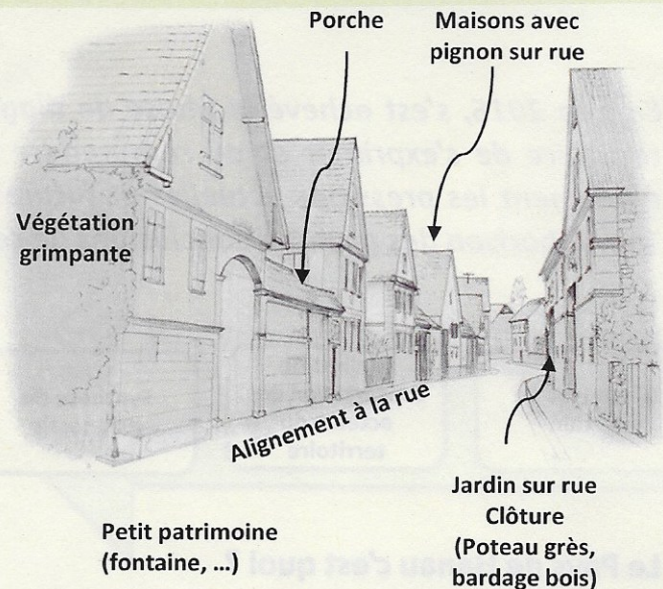 Porche
Maisons avec
pignon sur rue
Végétation
grimpante
Alignement à la rue
Jardin sur rue
Clôture
(Poteau grès,
bardage bois)
Petit patrimoine
(fontaine, ...)